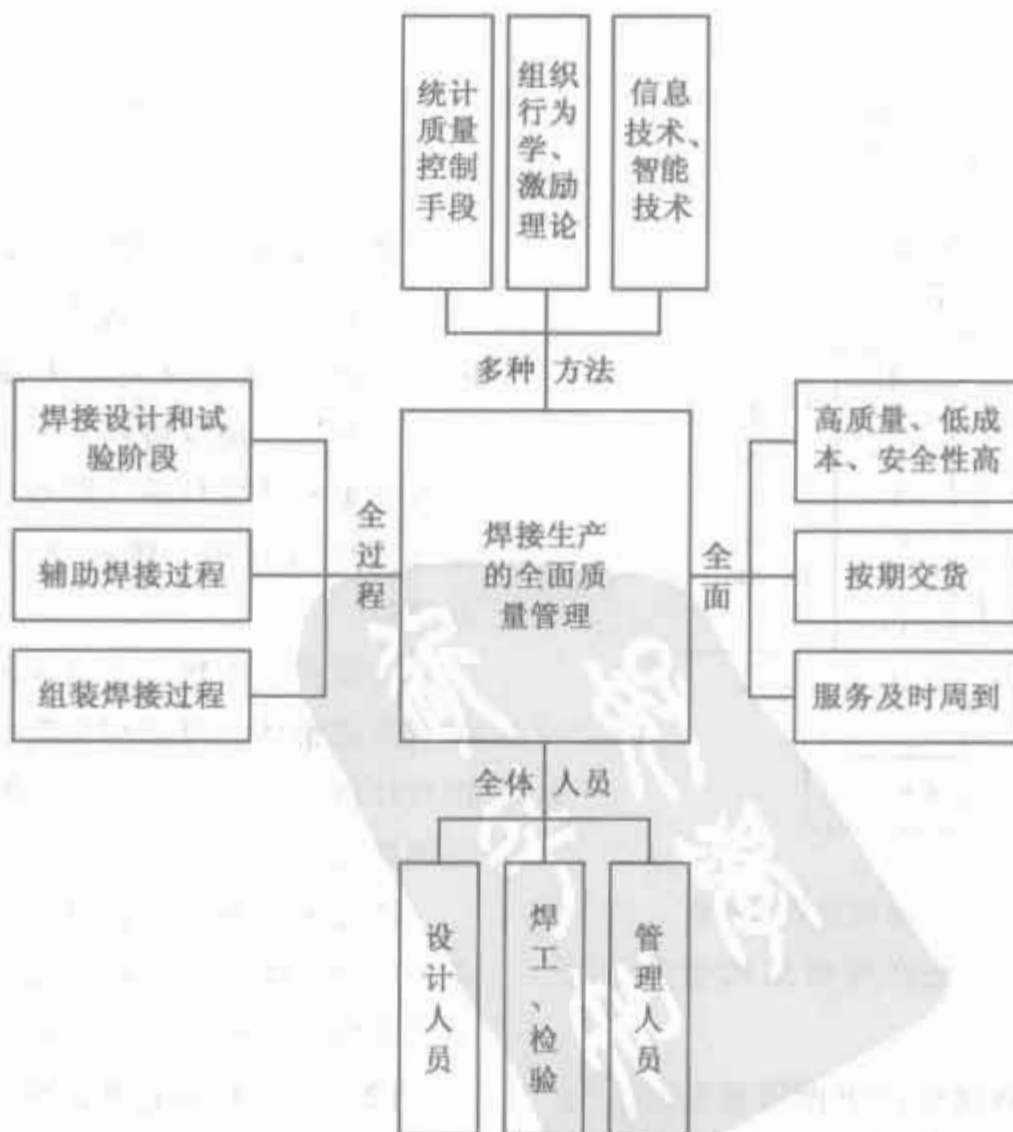 统计
质量
控制
手段
组织
行为
学、
激励
理论
信息
技术、
智能
技术
多种 方法
焊接设计和试
验阶段
辅助焊接过程
组装焊接过程
全
过
程
焊接生产
的全面质
量管理
全
面
高质量、低成
本、安全性高
按期交货
服务及时周到
全体 人员
设
计
人
员
焊
工
、
检
验
管
理
人
员